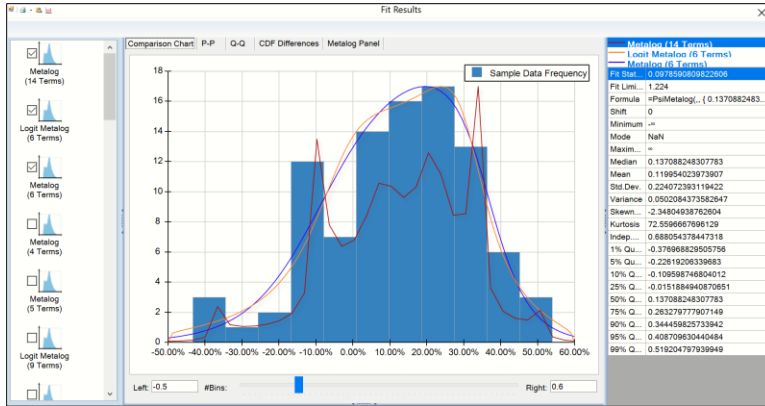 Fit Results
Metalog
(14 Terms)
Logit Metalog
(6 Terms)
Metalog
(6 Terms)
Metalog
(4 Terms)
Metalog
(5 Terms)
Logit Metalog
(9 Terms)
Comparison Chart P-P Q-Q CDF Differences Metalog Panel
Sample Data Frequency
18
16
14
12
10
8
6
4
2
0
-50.00% -40.00% -30.00% -20.00% -10.00% 0.00% 10.00% 20.00% 30.00% 40.00% 50.00% 60.00%
Left: -0.5 #Bins: Right: 0.6
Metalog (14 Terms)
Logit Metalog (6 Terms)
Metalog (6 Terms)
Fit Stat... 0.0978590809822606
Fit Limi... 1.224
Formula =PsiMetalog(,, { 0.1370882483...
Shift 0
Minimum -∞
Mode NaN
Maxim... ∞
Median 0.137088248307783
Mean 0.119954023973907
Std.Dev. 0.224072393119422
Variance 0.0502084373582647
Skewn... -2.34804938762604
Kurtosis 72.5596667696129
Indep.... 0.688054378447318
1% Qu... -0.376968829505756
5% Qu... -0.22619206339683
10% Q... -0.109598746804012
25% Q... -0.0151884940870651
50% Q... 0.137088248307783
75% Q... 0.263279777907149
90% Q... 0.344459825733942
95% Q... 0.408709630440484
99% Q... 0.519204797939949